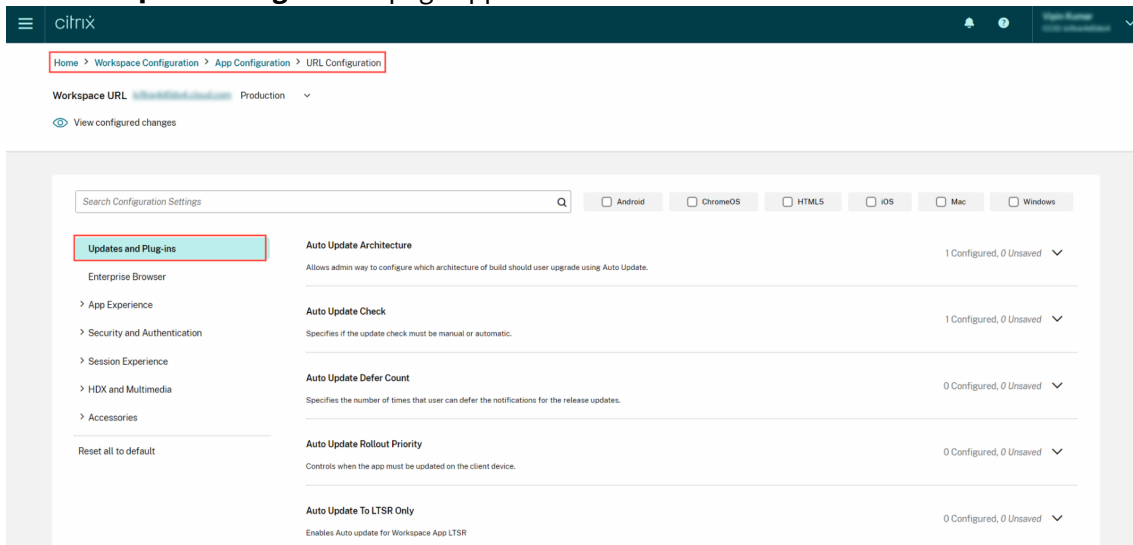 citrix
Home > Workspace Configuration > App Configuration > URL Configuration
Workspace URL Production
View configured changes
Search Configuration Settings
Android ChromeOS HTML5 iOS Mac Windows
Updates and Plug-ins
Enterprise Browser
> App Experience
> Security and Authentication
> Session Experience
> HDX and Multimedia
> Accessories
Reset all to default
Auto Update Architecture
1 Configured, 0 Unsaved
Allows admin way to configure which architecture of build should user upgrade using Auto Update.
Auto Update Check
1 Configured, 0 Unsaved
Specifies if the update check must be manual or automatic.
Auto Update Defer Count
0 Configured, 0 Unsaved
Specifies the number of times that user can defer the notifications for the release updates.
Auto Update Rollout Priority
0 Configured, 0 Unsaved
Controls when the app must be updated on the client device.
Auto Update To LTSR Only
0 Configured, 0 Unsaved
Enables Auto update for Workspace App LTSR